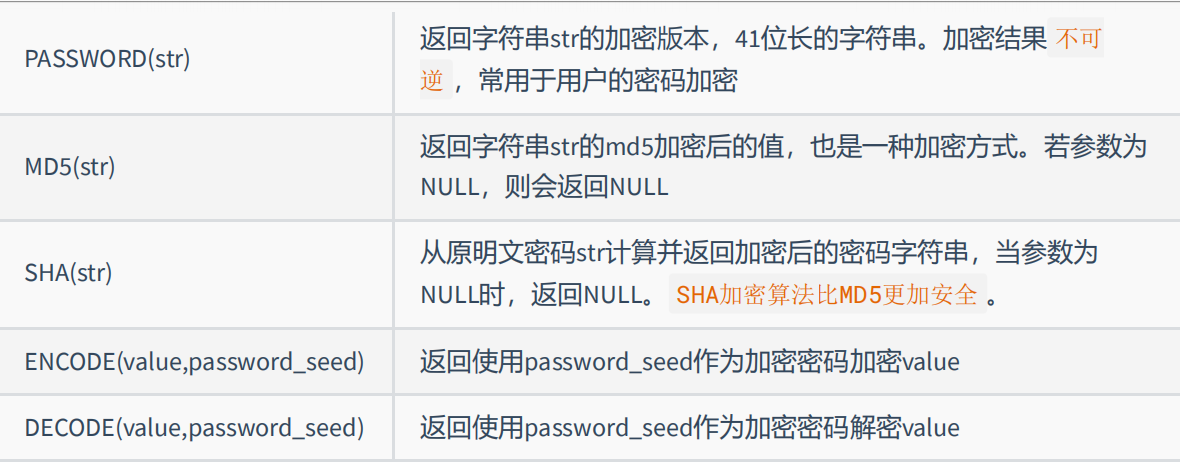 PASSWORD(str)
返回字符串str的加密版本，41位长的字符串。加密结果 不可
逆 ，常用于用户的密码加密
MD5(str)
返回字符串str的md5加密后的值，也是一种加密方式。若参数为
NULL，则会返回NULL
SHA(str)
从原明文密码str计算并返回加密后的密码字符串，当参数为
NULL时，返回NULL。 SHA加密算法比MD5更加安全 。
ENCODE(value,password_seed)
返回使用password_seed作为加密密码加密value
DECODE(value,password_seed)
返回使用password_seed作为加密密码解密value